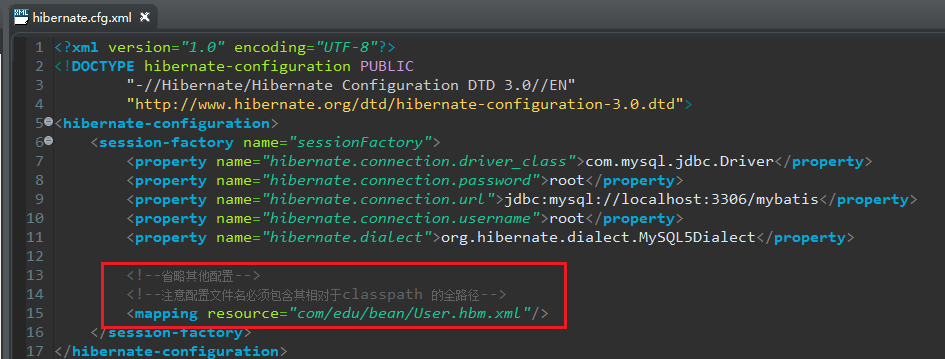 hibernate.cfg.xml
1 <?xml version="1.0" encoding="UTF-8"?>
2 <!DOCTYPE hibernate-configuration PUBLIC
3 "-//Hibernate/Hibernate Configuration DTD 3.0//EN"
4 "http://www.hibernate.org/dtd/hibernate-configuration-3.0.dtd">
5 <hibernate-configuration>
6 <session-factory name="sessionFactory">
7 <property name="hibernate.connection.driver_class">com.mysql.jdbc.Driver</property>
8 <property name="hibernate.connection.password">root</property>
9 <property name="hibernate.connection.url">jdbc:mysql://localhost:3306/mybatis</property>
10 <property name="hibernate.connection.username">root</property>
11 <property name="hibernate.dialect">org.hibernate.dialect.MySQL5Dialect</property>
12
13 <!--省略其他配置-->
14 <!--注意配置文件名必须包含其相对于classpath 的全路径-->
15 <mapping resource="com/edu/bean/User.hbm.xml"/>
16 </session-factory>
17 </hibernate-configuration>